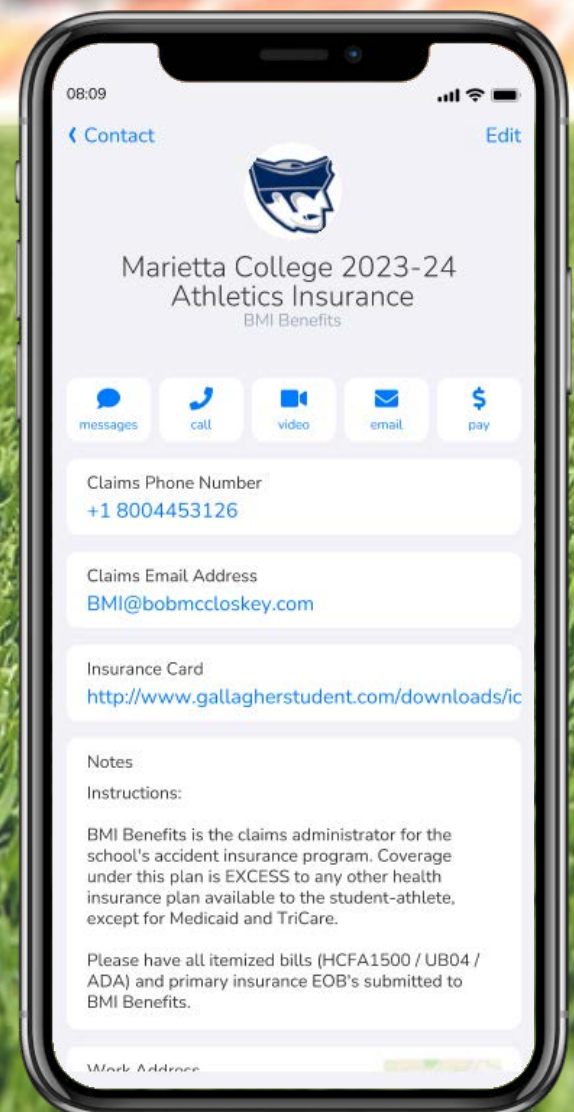 08:09
Contact
Edit
Marietta College 2023-24
Athletics Insurance
BMI Benefits
messages
call
video
email
pay
Claims Phone Number
+1 8004453126
Claims Email Address
BMI@bobmccloskey.com
Insurance Card
http://www.gallagherstudent.com/downloads/ic
Notes
Instructions:
BMI Benefits is the claims administrator for the
school's accident insurance program. Coverage
under this plan is EXCESS to any other health
insurance plan available to the student-athlete,
except for Medicaid and TriCare.
Please have all itemized bills (HCFA1500 / UB04 /
ADA) and primary insurance EOB's submitted to
BMI Benefits.
Work Address